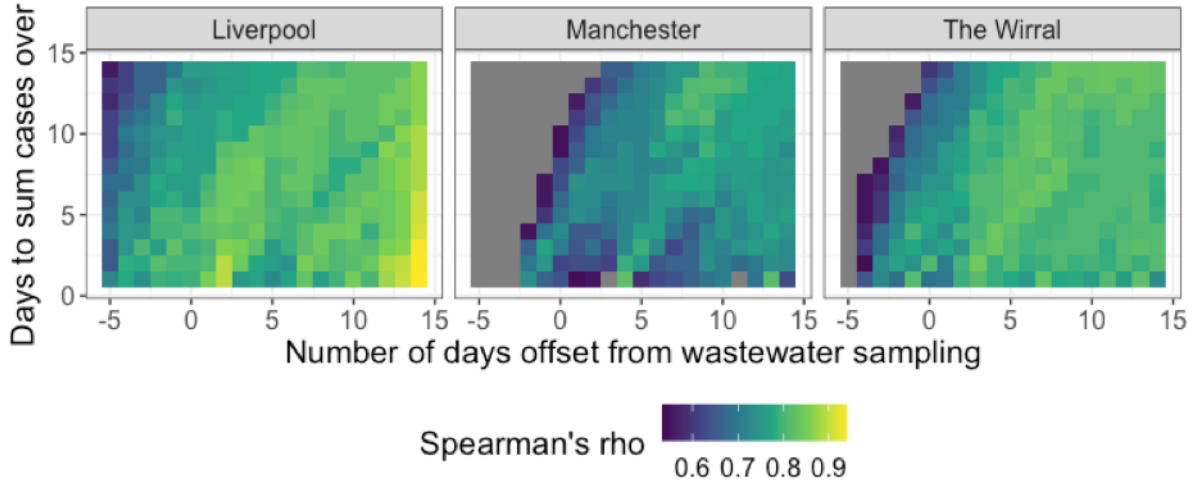 Liverpool Manchester The Wirral
Days to sum cases over
15
10
5
0
-5 0 5 10 15 -5 0 5 10 15 -5 0 5 10 15
Number of days offset from wastewater sampling
Spearman's rho
0.6 0.7 0.8 0.9